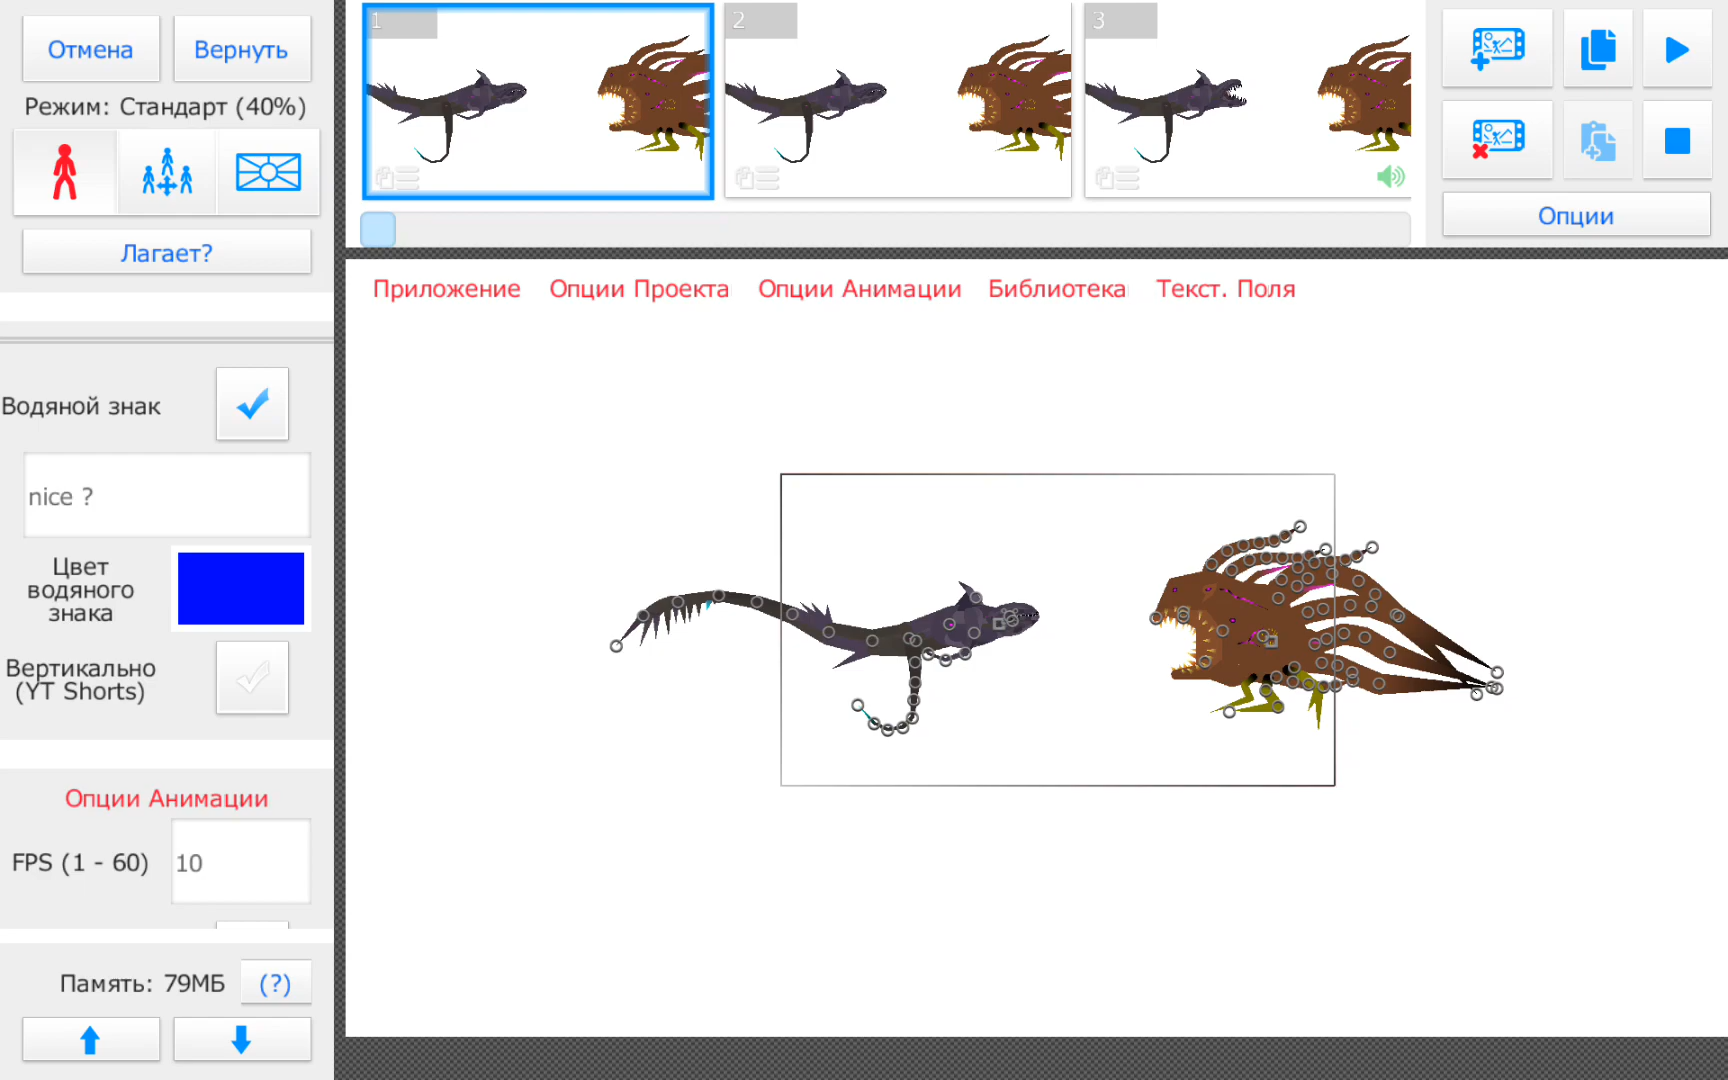 Отмена
Вернуть
Режим: Стандарт (40%)
Лагает?
Водяной знак
nice ?
Цвет
водяного
знака
Вертикально
(YT Shorts)
Опции Анимации
FPS (1 - 60)
10
Память: 79МБ
(?)
1
2
3
Опции
Приложение
Опции Проекта
Опции Анимации
Библиотека
Текст. Поля